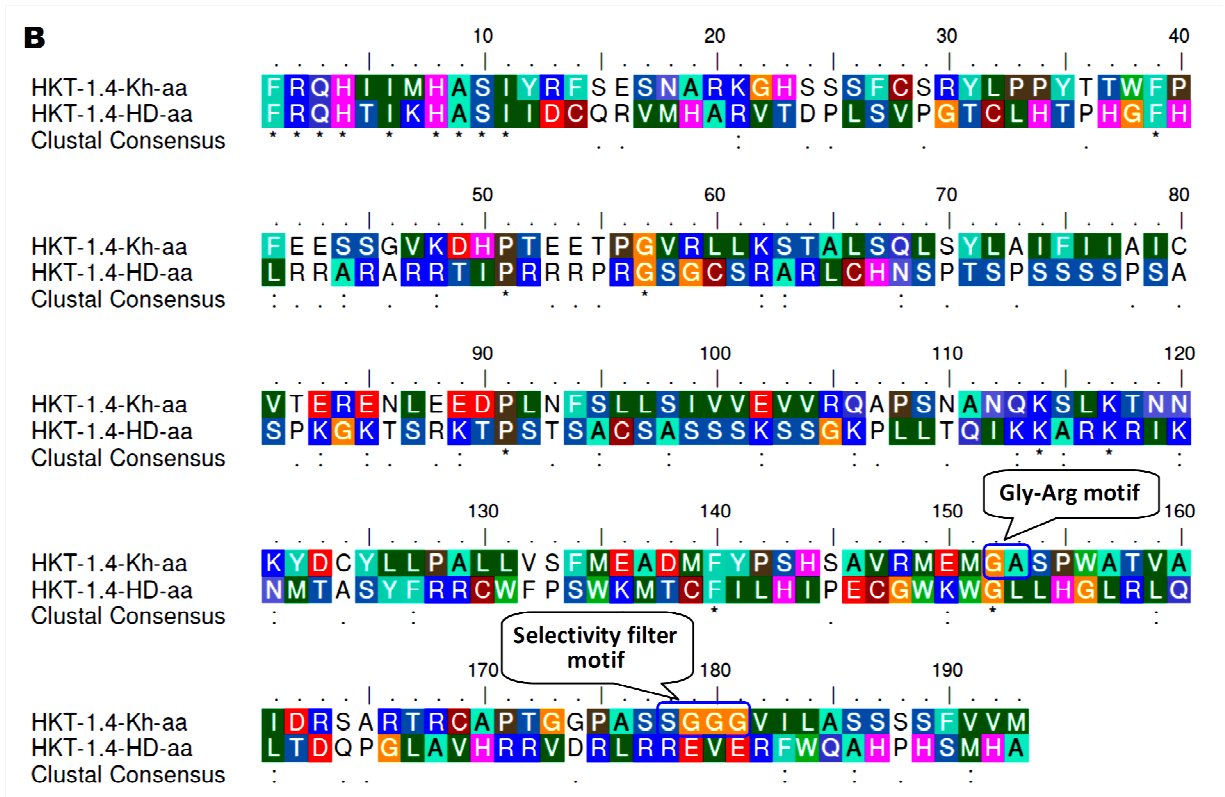 B
10 20 30 40
HKT-1.4-Kh-aa FRQHIIMHASIYRFSESNARKGHSSSFCSRYLPPYTTWFP
HKT-1.4-HD-aa FRQHTIKHASIIDCQRVMHARVTDPLSVPGTCLHTPHGFH
Clustal Consensus **** * **** .. : .. : . *
50 60 70 80
HKT-1.4-Kh-aa FEESSGVKDHPTEETPGVRLLKSTALSQLSYLAIFIIAIC
HKT-1.4-HD-aa LRRARARRTIPRRRPRGSGCSRARLCHNSPTSPSSSSPSA
Clustal Consensus :. :. : * ... * :: : . . . .
90 100 110 120
HKT-1.4-Kh-aa VTERENLEEDPLNFSLLSIVVEVVRQAPSNANQKSLKTNN
HKT-1.4-HD-aa SPKGKTSRKTPSTSACSASSSKSSGKPLLTQIKKARKRIK
Clustal Consensus .: : . .: * . : : : :. . *: * :
Gly-Arg motif
130 140 150 160
HKT-1.4-Kh-aa KYDCYLLPALLVSFMEADMFYPSHSAVRMEMGASPWATVA
HKT-1.4-HD-aa NMTASYFRRCWFPSWKMTCFILHIPECGWKWGLLHGLRLQ
Clustal Consensus : . : .. : * . : * :
Selectivity filter
motif
170 180 190
HKT-1.4-Kh-aa IDRSARTRCAPTGGPASSGGGVILASSSSFVVM
HKT-1.4-HD-aa LTDQPGLAVHRRVDRLRREVERFWQAHPHSMHA
Clustal Consensus : .. . : : . :